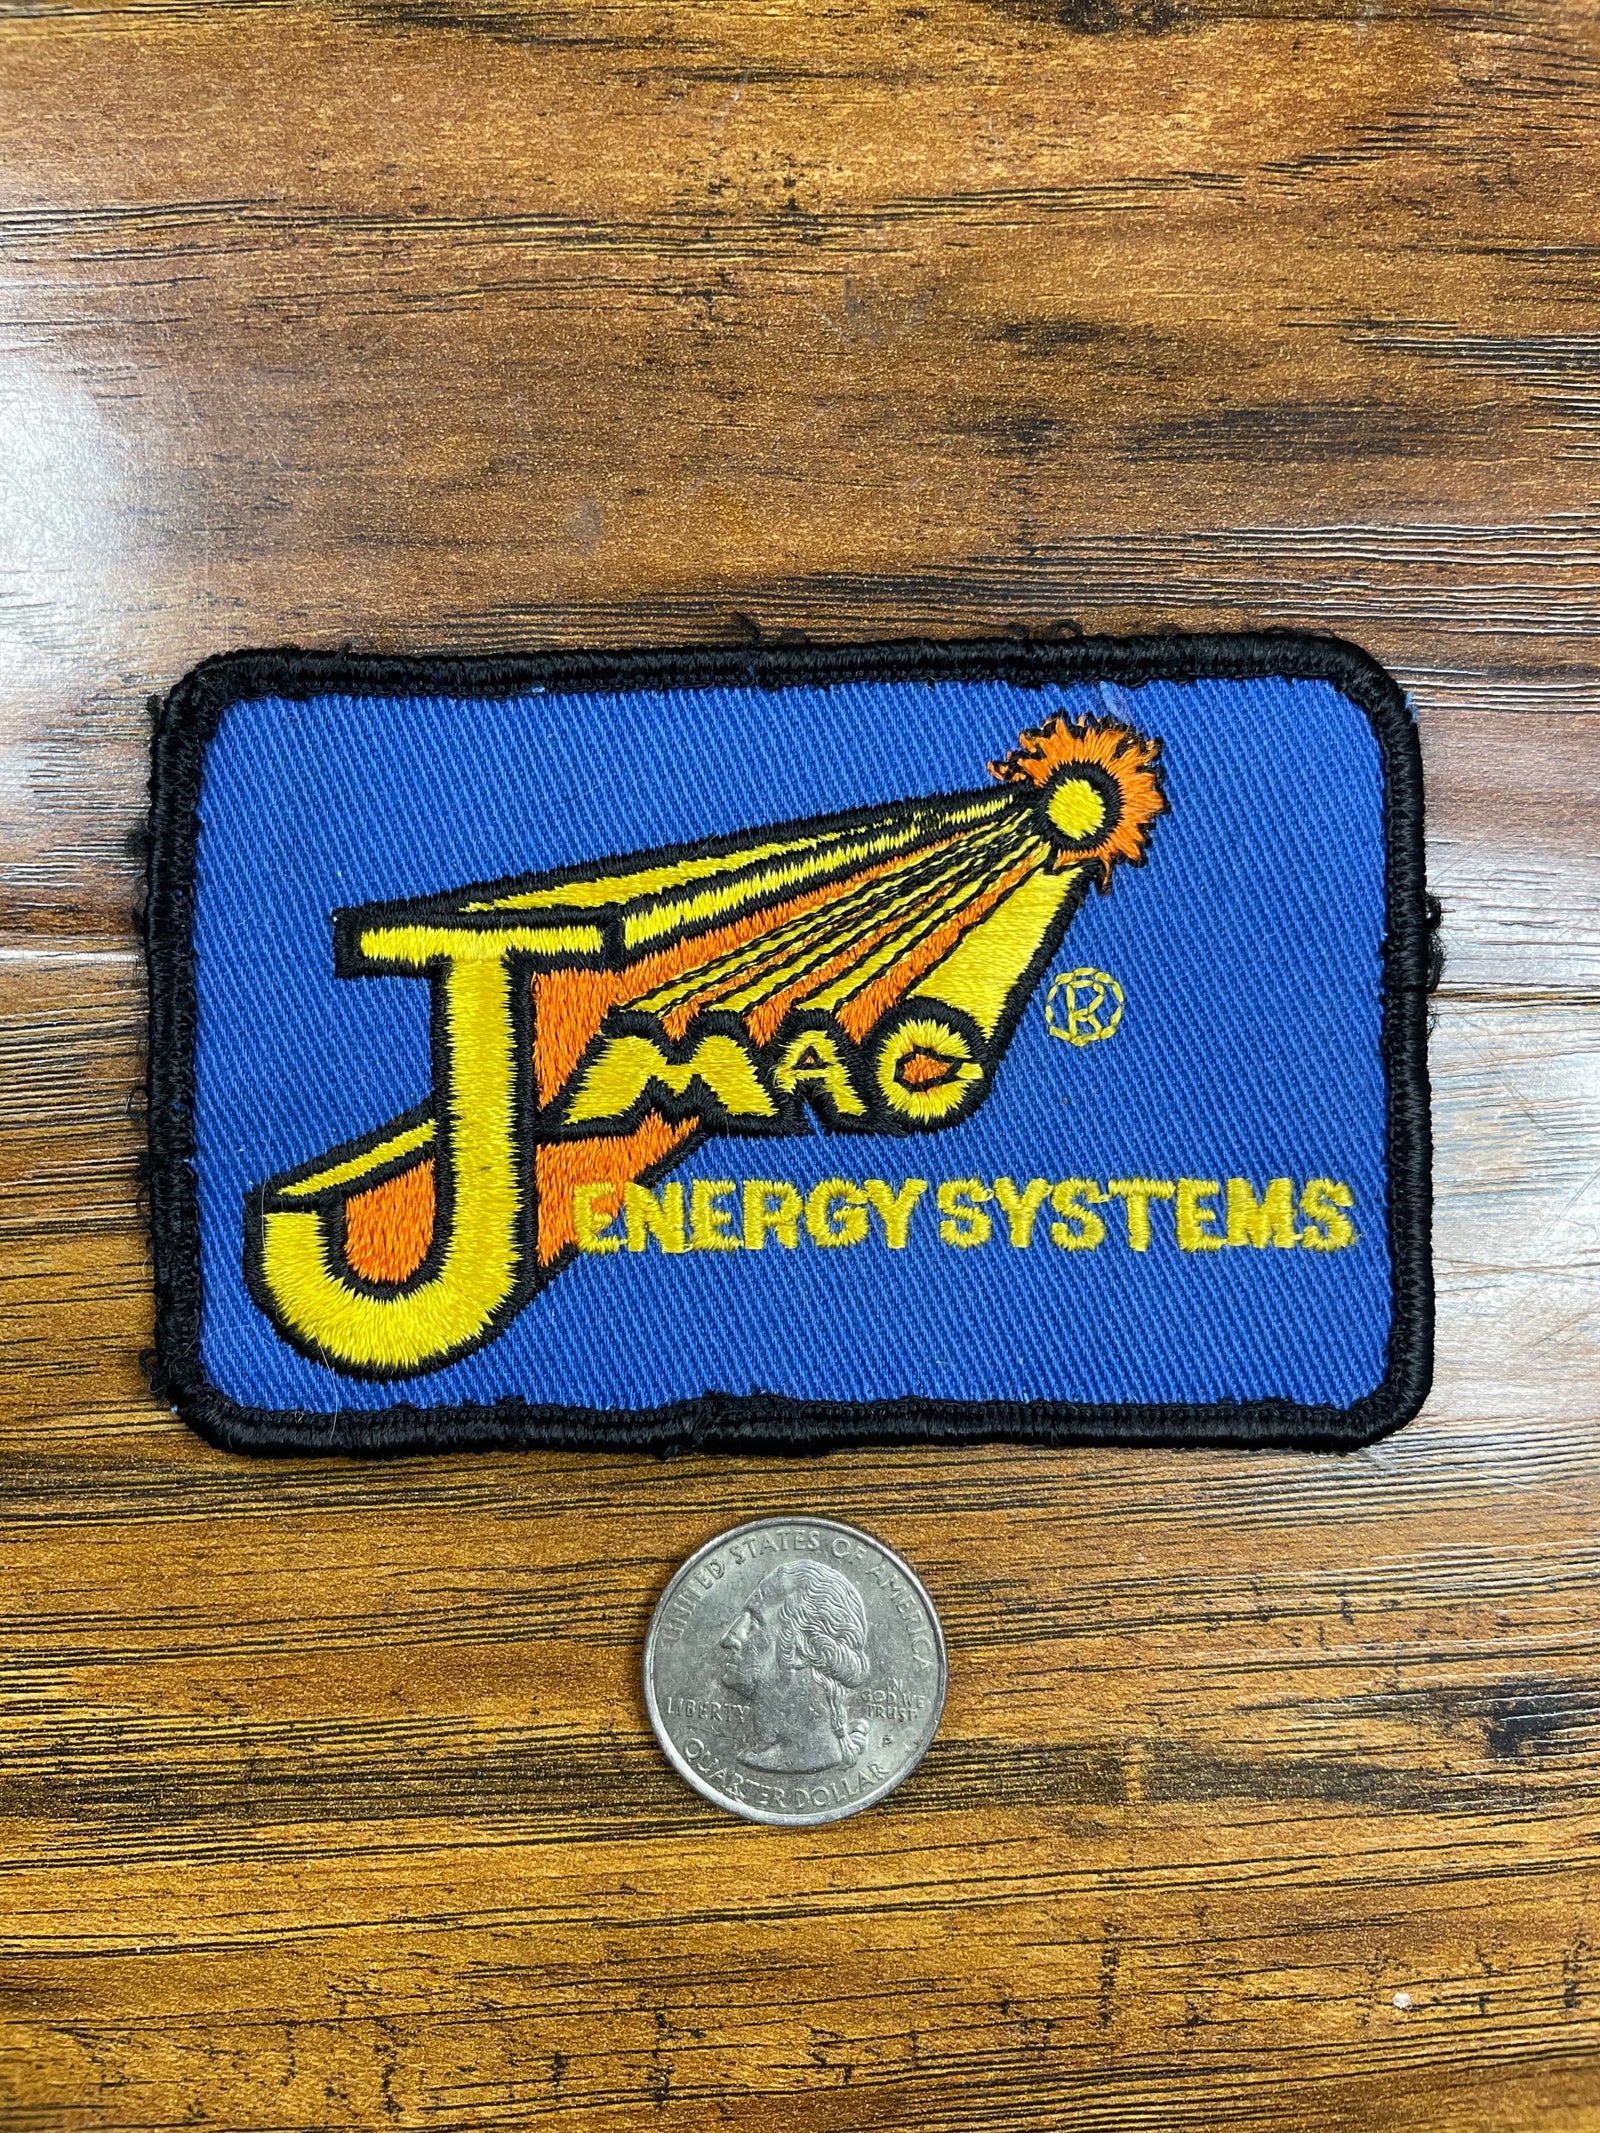 JMAC ®
ENERGY SYSTEMS
UNITED STATES OF AMERICA
LIBERTY
IN
GOD WE
TRUST
P
QUARTER DOLLAR